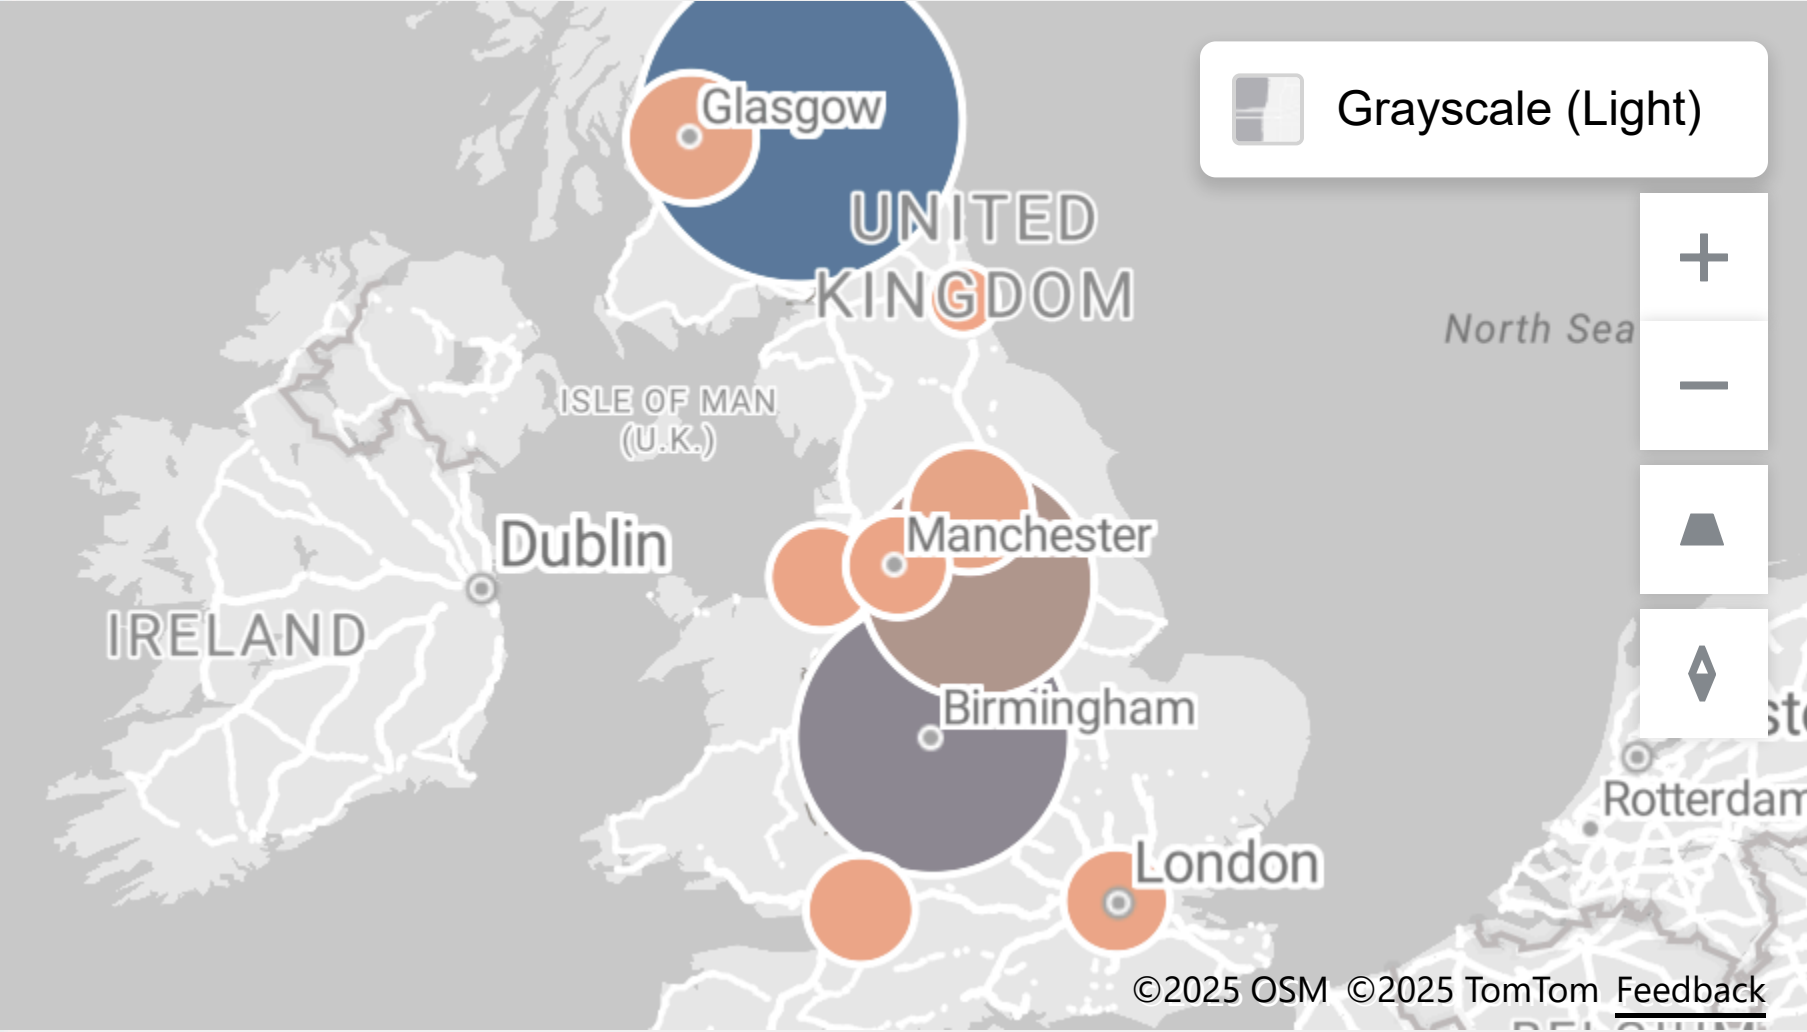 Glasgow
Grayscale (Light)
UNITED
KINGDOM
North Sea
ISLE OF MAN
(U.K.)
Dublin
Manchester
IRELAND
Birmingham
Rotterdam
London
©2025 OSM ©2025 TomTom Feedback